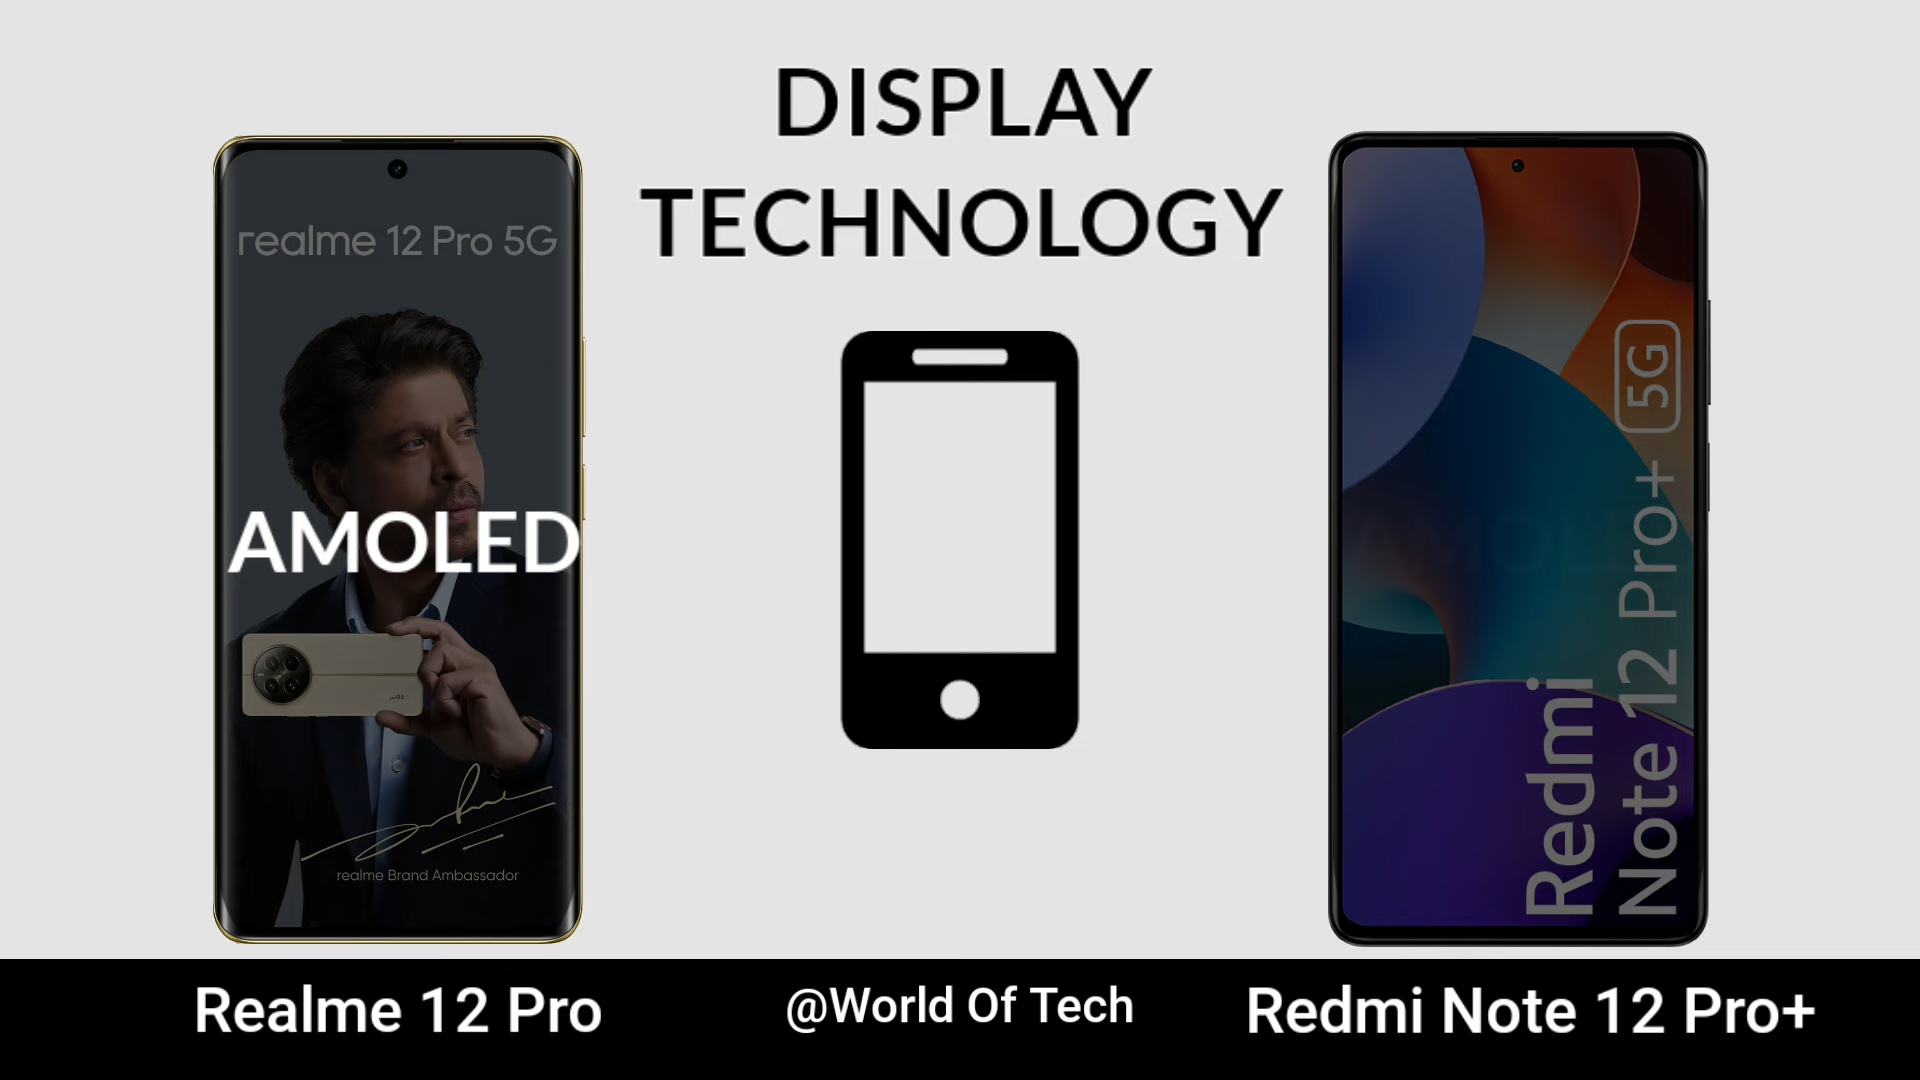 DISPLAY
TECHNOLOGY
realme 12 Pro 5G
AMOLED
realme Brand Ambassador
Redmi
Note 12 Pro+ 5G
Realme 12 Pro
@World Of Tech
Redmi Note 12 Pro+